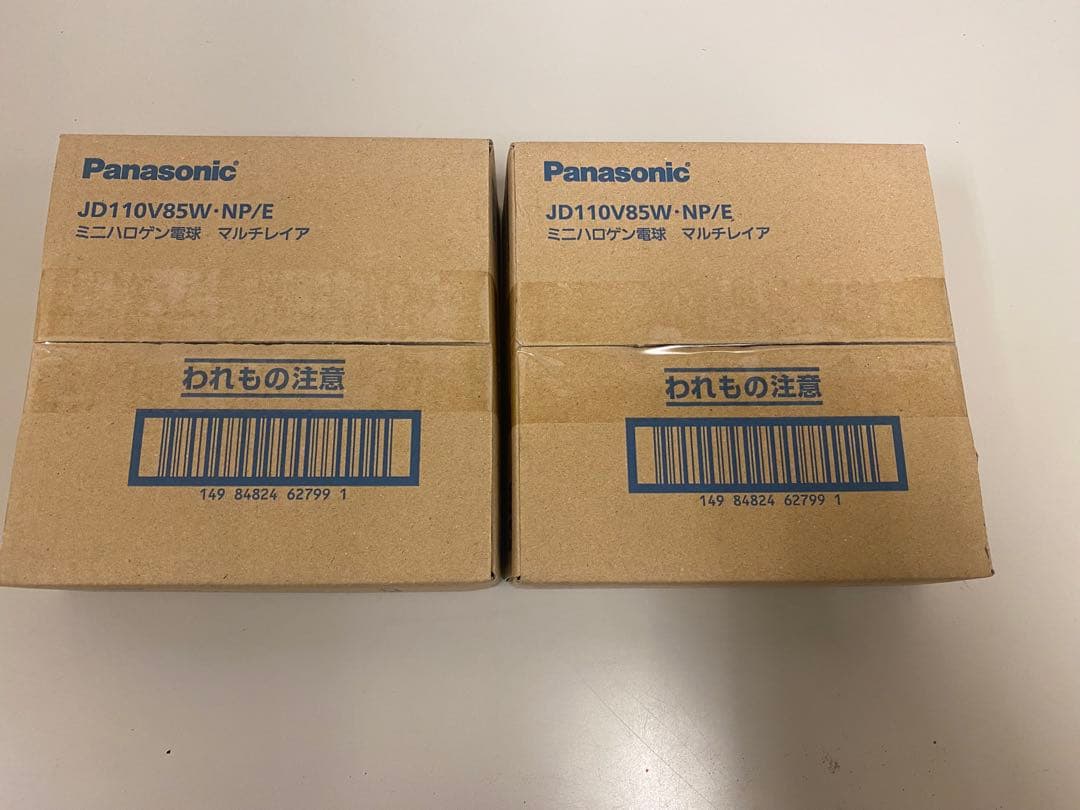 Panasonic
JD110V85W・NP/E
ミニハロゲン電球 マルチレイア
われもの注意
149 84824 62799 1
Panasonic
JD110V85W・NP/E
ミニハロゲン電球 マルチレイア
われもの注意
149 84824 62799 1